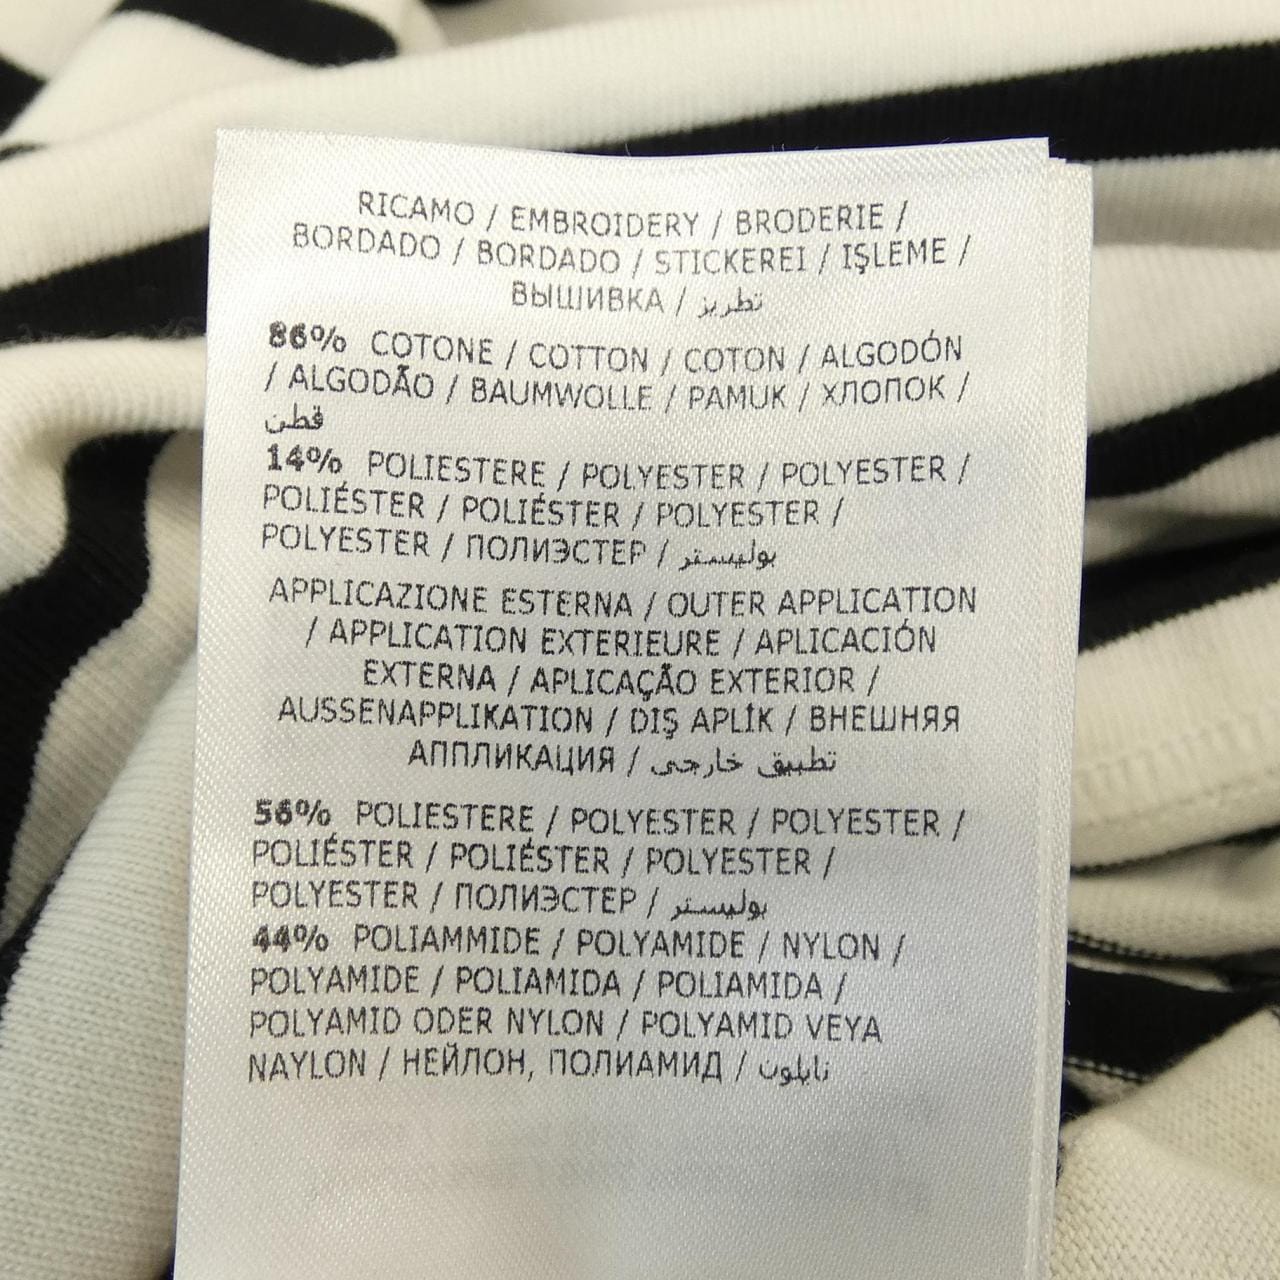 RICAMO / EMBROIDERY / BRODERIE /
BORDADO / BORDADO / STICKEREI / IŞLEME /
ВЫШИВКА / تطريز
86% COTONE / COTTON / COTON / ALGODÓN
/ ALGODÃO / BAUMWOLLE / PAMUK / ХЛОПОК /
قطن
14% POLIESTERE / POLYESTER / POLYESTER /
POLIÉSTER / POLIÉSTER / POLYESTER /
POLYESTER / ПОЛИЭСТЕР / بوليستر
APPLICAZIONE ESTERNA / OUTER APPLICATION
/ APPLICATION EXTERIEURE / APLICACIÓN
EXTERNA / APLICAÇÃO EXTERIOR /
AUSSENAPPLIKATION / DIŞ APLİK / ВНЕШНЯЯ
АППЛИКАЦИЯ / تطبيق خارجي
56% POLIESTERE / POLYESTER / POLYESTER /
POLIÉSTER / POLIÉSTER / POLYESTER /
POLYESTER / ПОЛИЭСТЕР / بوليستر
44% POLIAMMIDE / POLYAMIDE / NYLON /
POLYAMIDE / POLIAMIDA / POLIAMIDA /
POLYAMID ODER NYLON / POLYAMID VEYA
NAYLON / НЕЙЛОН, ПОЛИАМИД / نايلون